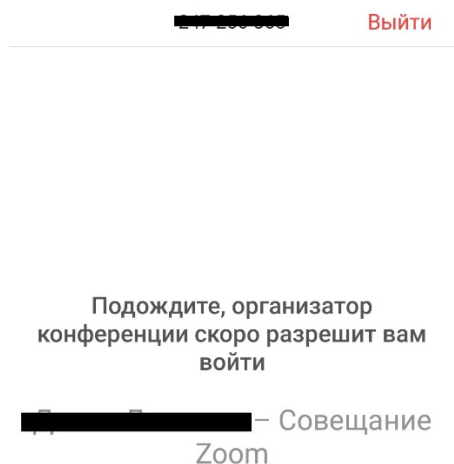 Выйти
Подождите, организатор
конференции скоро разрешит вам
войти
– Совещание
Zoom